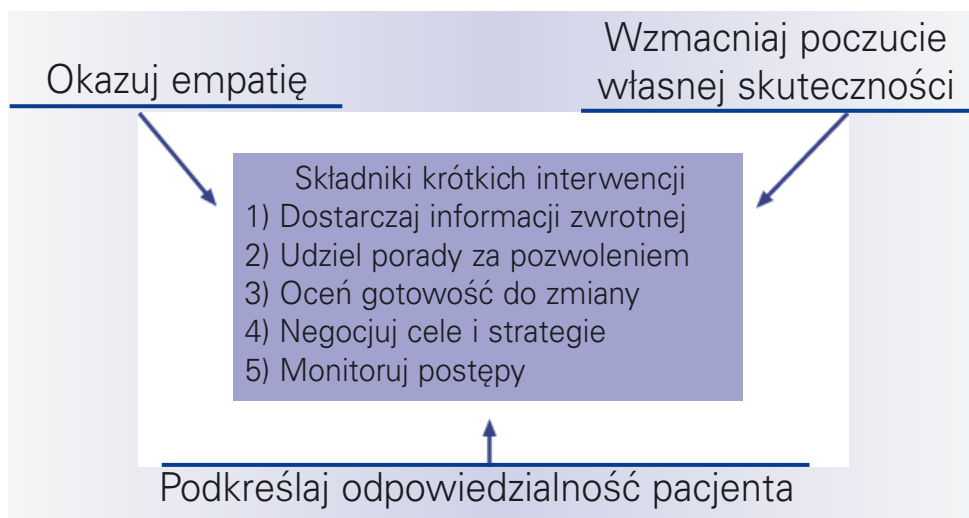 Okazuj empatię
Wzmacniaj poczucie
własnej skuteczności
Składniki krótkich interwencji
1) Dostarczaj informacji zwrotnej
2) Udziel porady za pozwoleniem
3) Oceń gotowość do zmiany
4) Negocjuj cele i strategie
5) Monitoruj postępy
Podkreślaj odpowiedzialność pacjenta